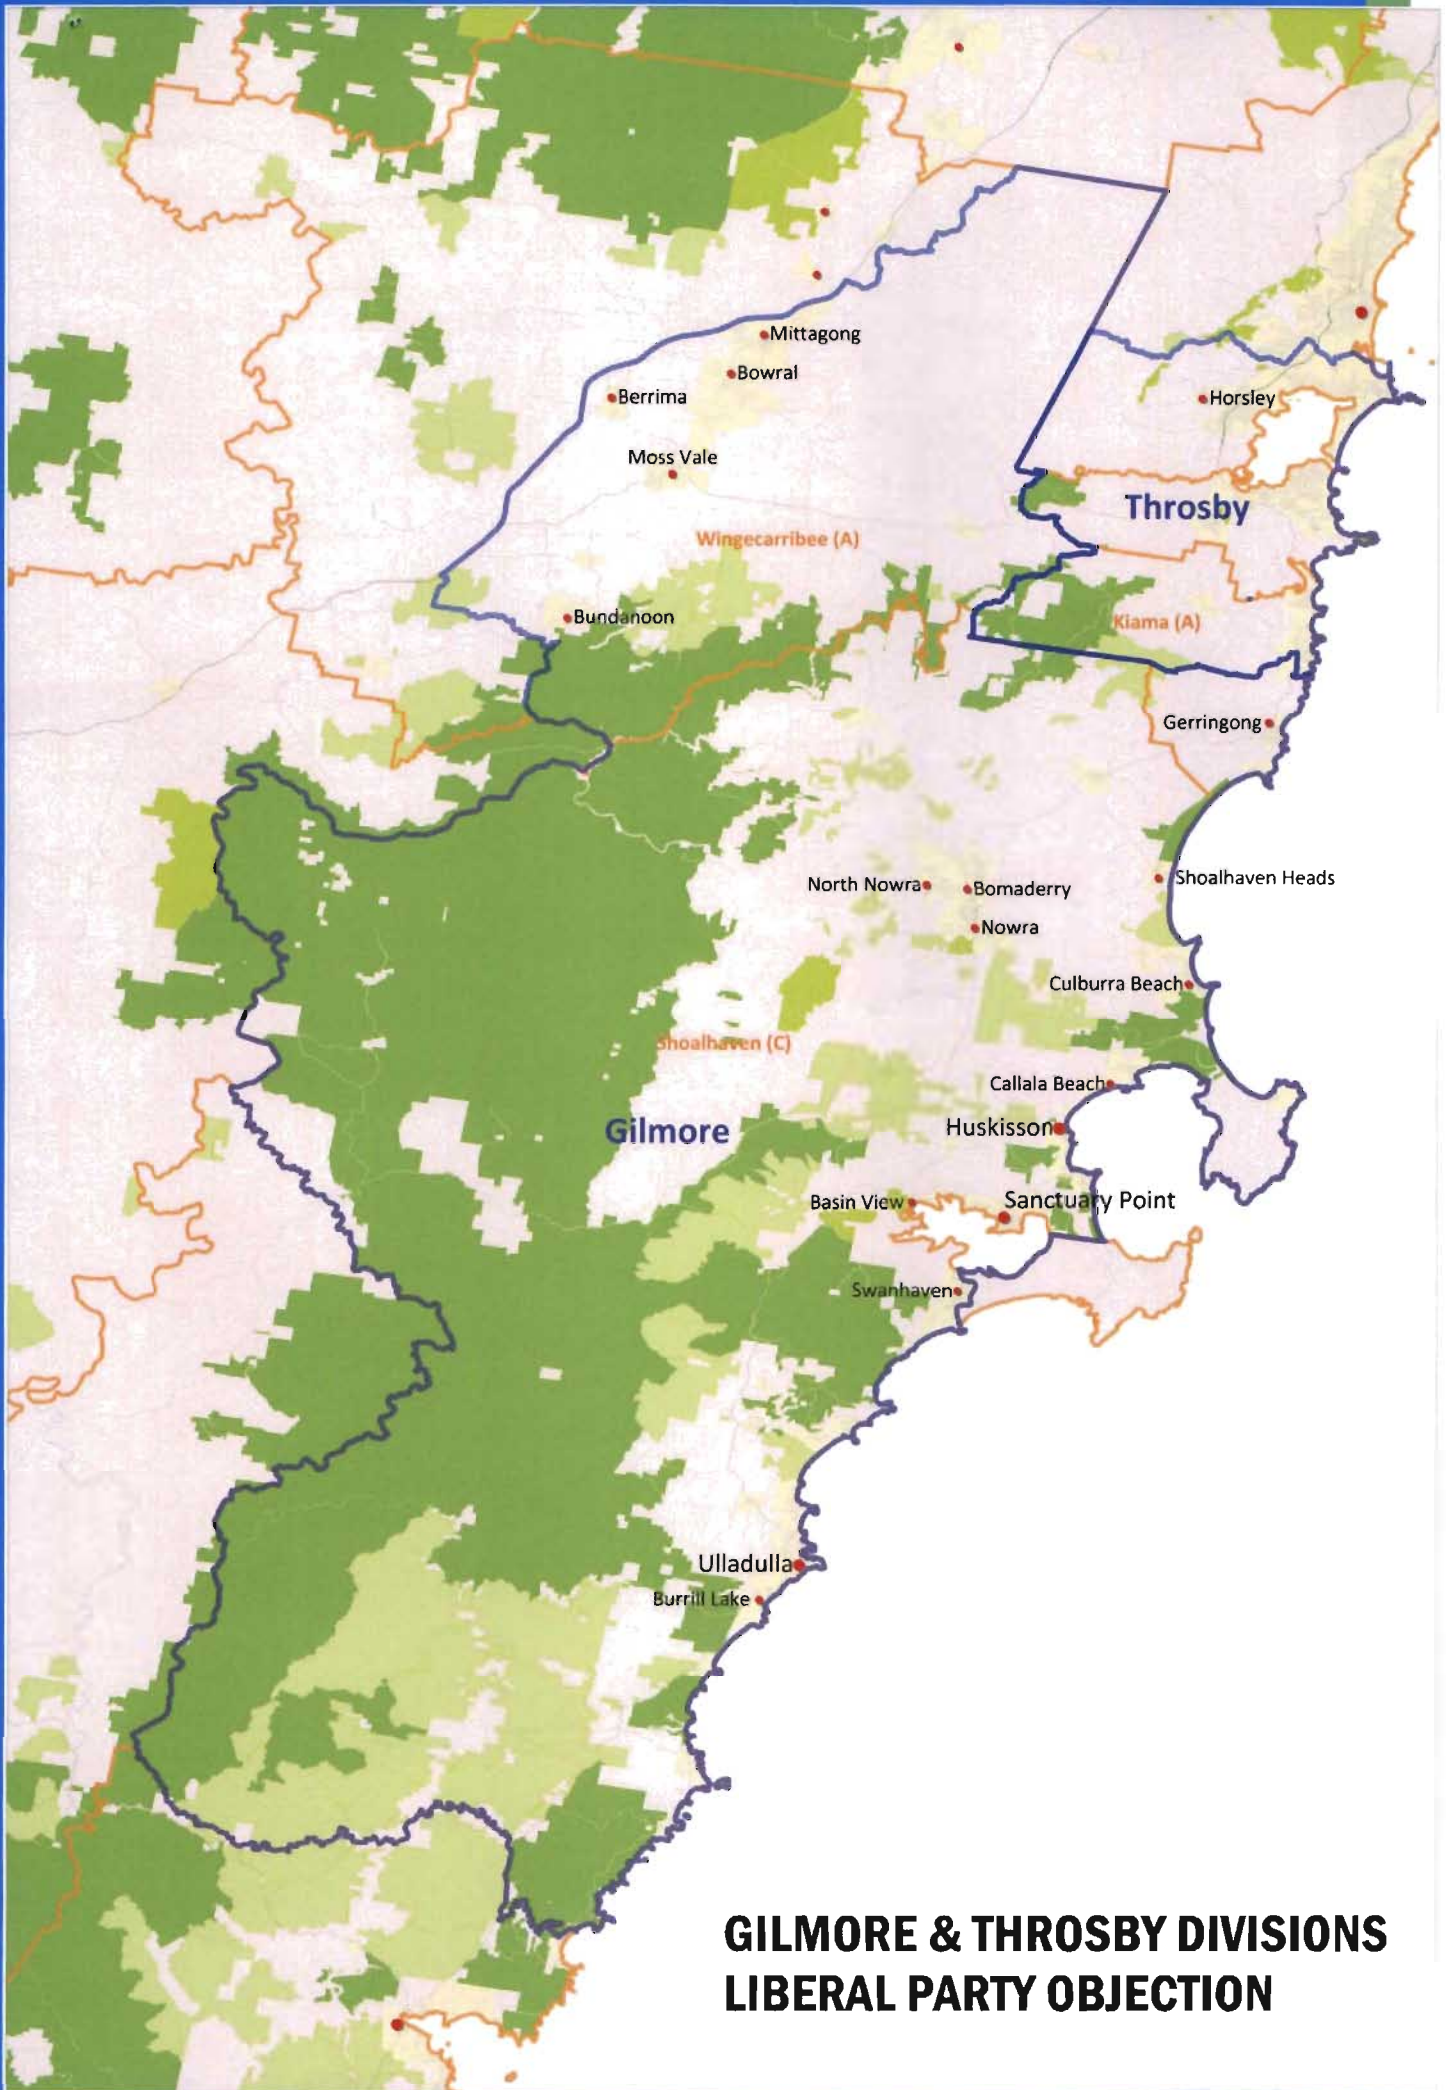 Mittagong
Bowral
Berrima
Horsley
Moss Vale
Throsby
Wingecarribee (A)
Bundanoon
Kiama (A)
Gerringong
North Nowra
Bomaderry
Shoalhaven Heads
Nowra
Culburra Beach
Shoalhaven (C)
Callala Beach
Gilmore
Huskisson
Basin View
Sanctuary Point
Swanhaven
Ulladulla
Burrill Lake
GILMORE & THROSBY DIVISIONS
LIBERAL PARTY OBJECTION